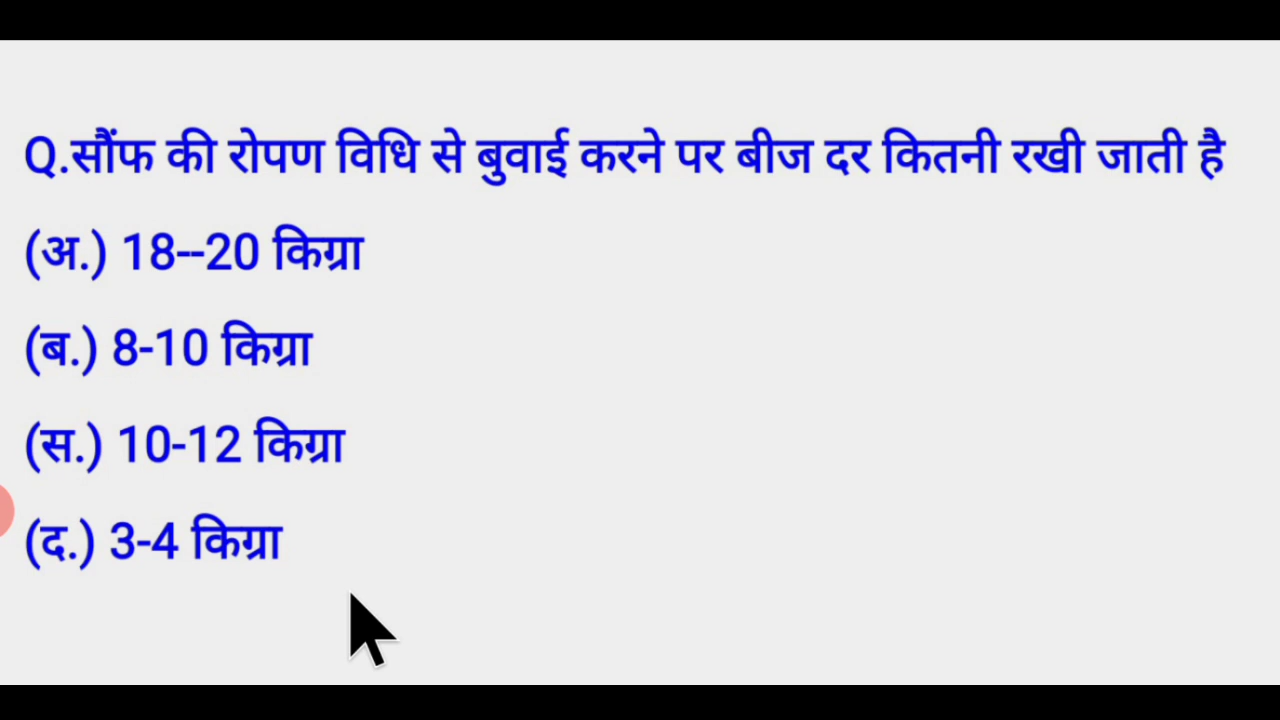 Q.सौंफ की रोपण विधि से बुवाई करने पर बीज दर कितनी रखी जाती है
(अ.) 18--20 किग्रा
(ब.) 8-10 किग्रा
(स.) 10-12 किग्रा
(द.) 3-4 किग्रा